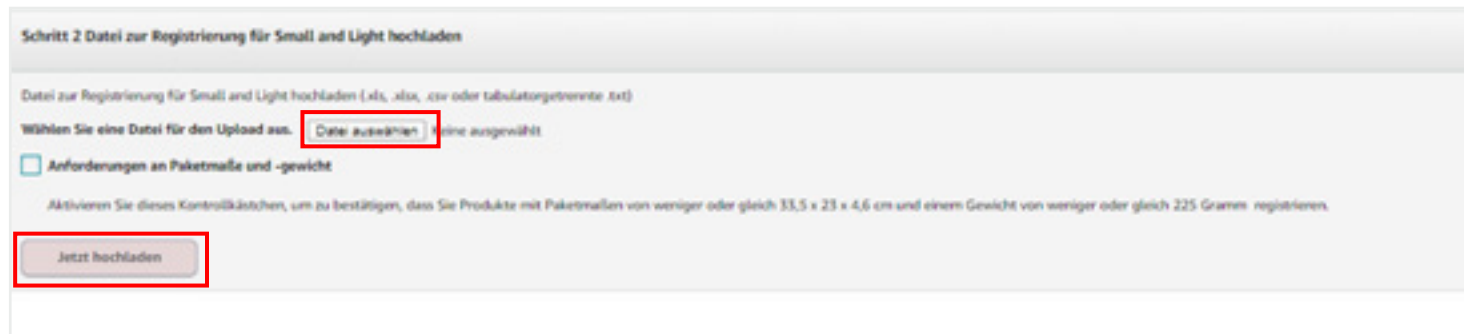 Schritt 2 Datei zur Registrierung für Small and Light hochladen
Datei zur Registrierung für Small and Light hochladen (.xls, .xlsx, .csv oder tabulatorgetrennte .txt)
Wählen Sie eine Datei für den Upload aus. Datei auswählen Keine ausgewählt
Anforderungen an Paketmaße und -gewicht
Aktivieren Sie dieses Kontrollkästchen, um zu bestätigen, dass Sie Produkte mit Paketmaßen von weniger oder gleich 33,5 x 23 x 4,6 cm und einem Gewicht von weniger oder gleich 225 Gramm registrieren.
Jetzt hochladen